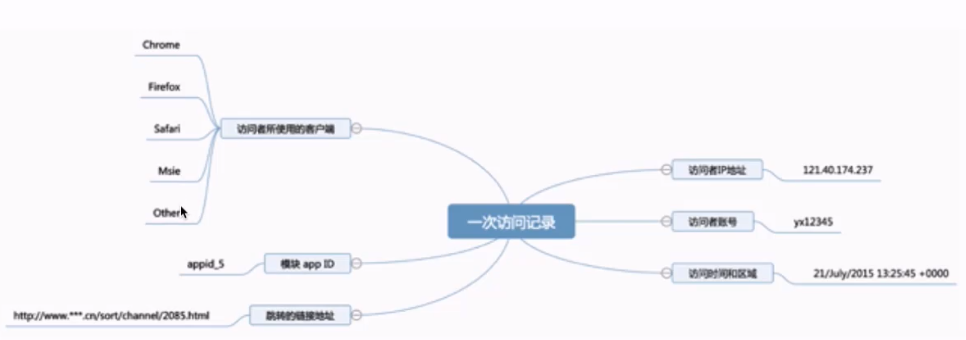 Chrome
Firefox
Safari
Msie
Other
访问者所使用的客户端
模块 app ID
appid_5
跳转的链接地址
http://www.***.cn/sort/channel/2085.html
一次访问记录
访问者IP地址
121.40.174.237
访问者账号
yx12345
访问时间和区域
21/July/2015 13:25:45 +0000